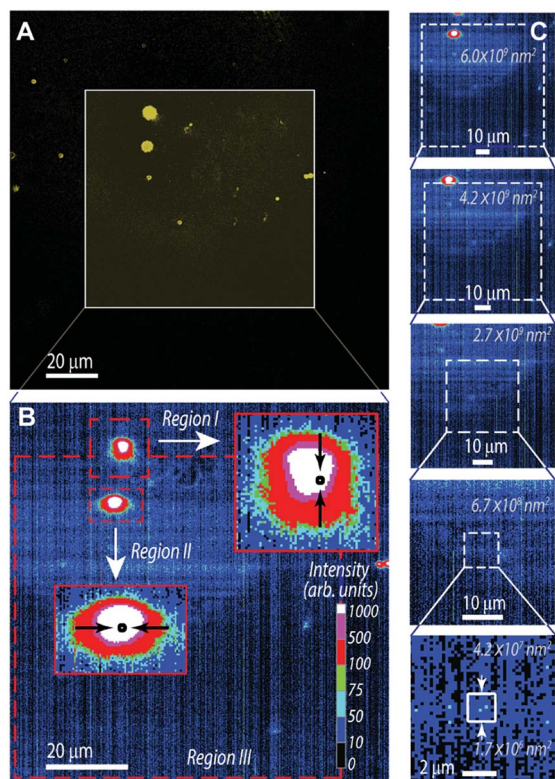 A
20 μm
B
Region I
Region II
Intensity
(arb. units)
1000
500
100
75
50
10
0
20 μm
Region III
C
6.0X10⁹ nm²
10 μm
4.2X10⁹ nm²
10 μm
2.7X10⁹ nm²
10 μm
6.7X10⁸ nm²
10 μm
4.2X10⁷ nm²
2 μm
1.7X10⁶ nm²